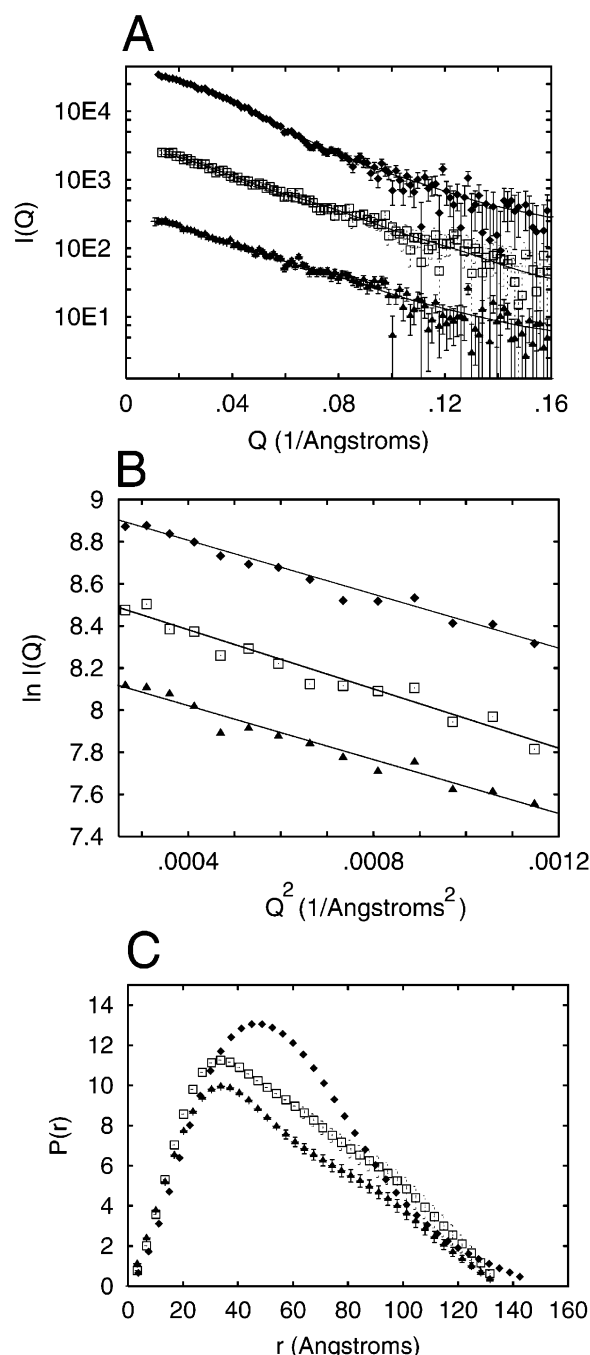 A
10E4
10E3
10E2
10E1
I(Q)
0 .04 .08 .12 .16
Q (1/Angstroms)
B
9
8.8
8.6
8.4
8.2
8
7.8
7.6
7.4
ln I(Q)
.0004 .0008 .0012
Q² (1/Angstroms²)
C
14
12
10
8
6
4
2
0
P(r)
0 20 40 60 80 100 120 140 160
r (Angstroms)